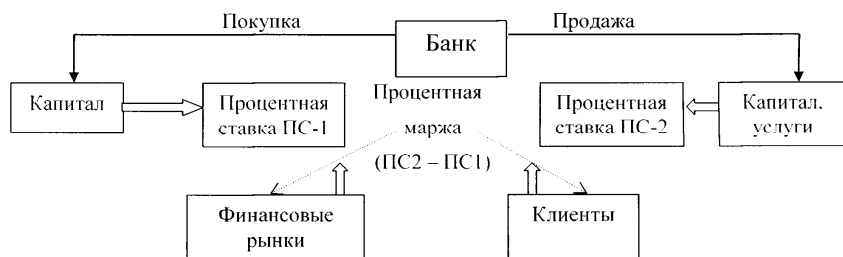 Покупка
Банк
Продажа
Капитал
Процентная
ставка ПС-1
Процентная
маржа
(ПС2 – ПС1)
Процентная
ставка ПС-2
Капитал,
услуги
Финансовые
рынки
Клиенты